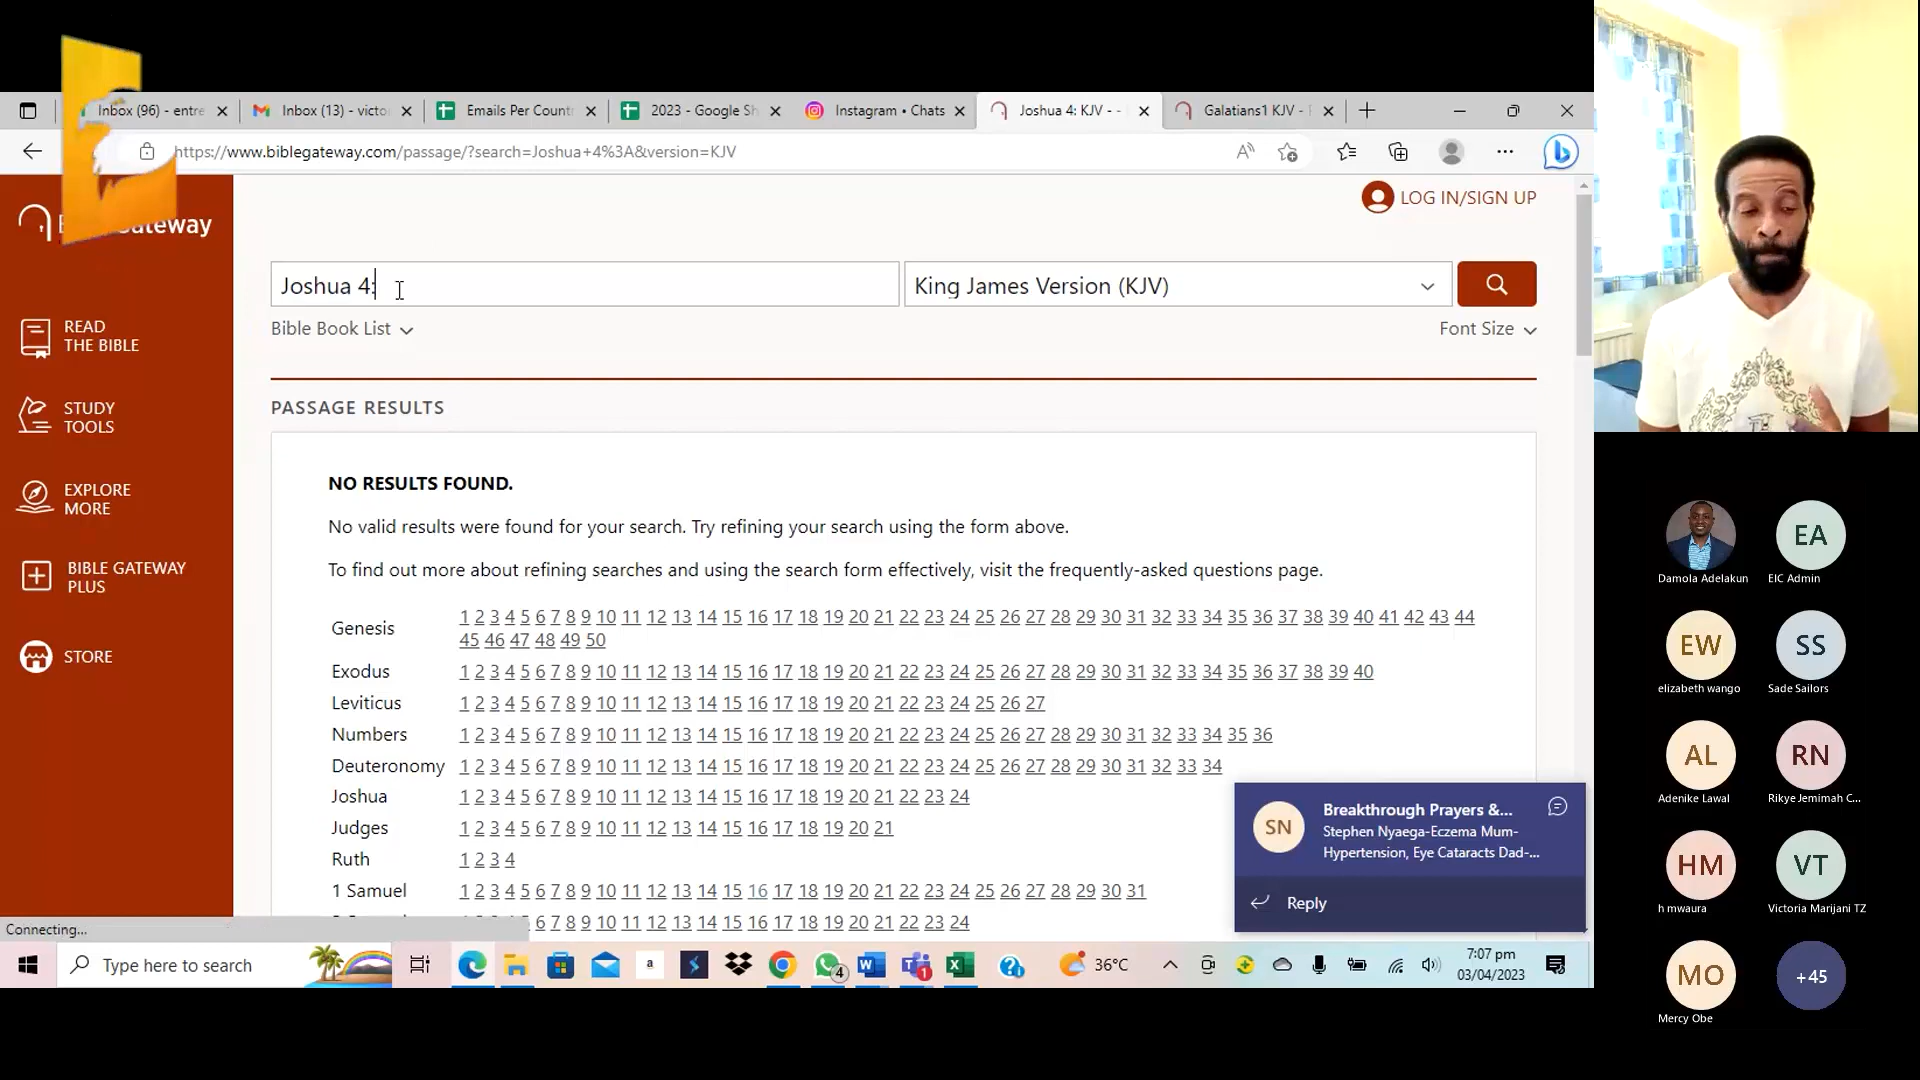 Inbox (96) - entre
Inbox (13) - victo
Emails Per Count
2023 - Google Sh
Instagram • Chats
Joshua 4: KJV - -
Galatians1 KJV -
https://www.biblegateway.com/passage/?search=Joshua+4%3A&version=KJV
LOG IN/SIGN UP
Joshua 4:
King James Version (KJV)
Bible Book List
Font Size
READ
THE BIBLE
STUDY
TOOLS
EXPLORE
MORE
BIBLE GATEWAY
PLUS
STORE
PASSAGE RESULTS
NO RESULTS FOUND.
No valid results were found for your search. Try refining your search using the form above.
To find out more about refining searches and using the search form effectively, visit the frequently-asked questions page.
Genesis 1 2 3 4 5 6 7 8 9 10 11 12 13 14 15 16 17 18 19 20 21 22 23 24 25 26 27 28 29 30 31 32 33 34 35 36 37 38 39 40 41 42 43 44
45 46 47 48 49 50
Exodus 1 2 3 4 5 6 7 8 9 10 11 12 13 14 15 16 17 18 19 20 21 22 23 24 25 26 27 28 29 30 31 32 33 34 35 36 37 38 39 40
Leviticus 1 2 3 4 5 6 7 8 9 10 11 12 13 14 15 16 17 18 19 20 21 22 23 24 25 26 27
Numbers 1 2 3 4 5 6 7 8 9 10 11 12 13 14 15 16 17 18 19 20 21 22 23 24 25 26 27 28 29 30 31 32 33 34 35 36
Deuteronomy 1 2 3 4 5 6 7 8 9 10 11 12 13 14 15 16 17 18 19 20 21 22 23 24 25 26 27 28 29 30 31 32 33 34
Joshua 1 2 3 4 5 6 7 8 9 10 11 12 13 14 15 16 17 18 19 20 21 22 23 24
Judges 1 2 3 4 5 6 7 8 9 10 11 12 13 14 15 16 17 18 19 20 21
Ruth 1 2 3 4
1 Samuel 1 2 3 4 5 6 7 8 9 10 11 12 13 14 15 16 17 18 19 20 21 22 23 24 25 26 27 28 29 30 31
5 6 7 8 9 10 11 12 13 14 15 16 17 18 19 20 21 22 23 24
SN
Breakthrough Prayers &...
Stephen Nyaega-Eczema Mum-
Hypertension, Eye Cataracts Dad-...
Reply
Connecting...
Type here to search
a
4
1
36°C
7:07 pm
03/04/2023
Damola Adelakun
EA
EIC Admin
EW
elizabeth wango
SS
Sade Sailors
AL
Adenike Lawal
RN
Rikye Jemimah C...
HM
h mwaura
VT
Victoria Marijani TZ
MO
Mercy Obe
+45